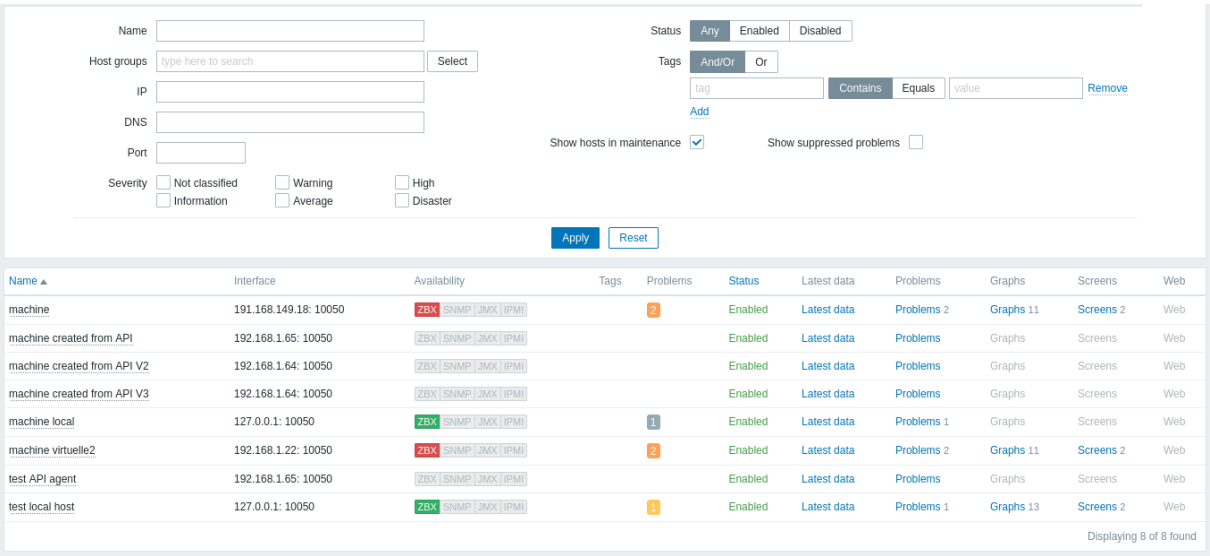 Name
Status Any Enabled Disabled
Host groups type here to search Select
Tags And/Or Or
IP
tag Contains Equals value Remove
Add
DNS
Show hosts in maintenance Show suppressed problems
Port
Severity Not classified Warning High
Information Average Disaster
Apply Reset
Name Interface Availability Tags Problems Status Latest data Problems Graphs Screens Web
machine 191.168.149.18: 10050 ZBX SNMP JMX IPMI 2 Enabled Latest data Problems 2 Graphs 11 Screens 2 Web
machine created from API 192.168.1.65: 10050 ZBX SNMP JMX IPMI Enabled Latest data Problems Graphs Screens Web
machine created from API V2 192.168.1.64: 10050 ZBX SNMP JMX IPMI Enabled Latest data Problems Graphs Screens Web
machine created from API V3 192.168.1.64: 10050 ZBX SNMP JMX IPMI Enabled Latest data Problems Graphs Screens Web
machine local 127.0.0.1: 10050 ZBX SNMP JMX IPMI 1 Enabled Latest data Problems 1 Graphs Screens Web
machine virtuelle2 192.168.1.22: 10050 ZBX SNMP JMX IPMI 2 Enabled Latest data Problems 2 Graphs 11 Screens 2 Web
test API agent 192.168.1.65: 10050 ZBX SNMP JMX IPMI Enabled Latest data Problems Graphs Screens Web
test local host 127.0.0.1: 10050 ZBX SNMP JMX IPMI 1 Enabled Latest data Problems 1 Graphs 13 Screens 2 Web
Displaying 8 of 8 found